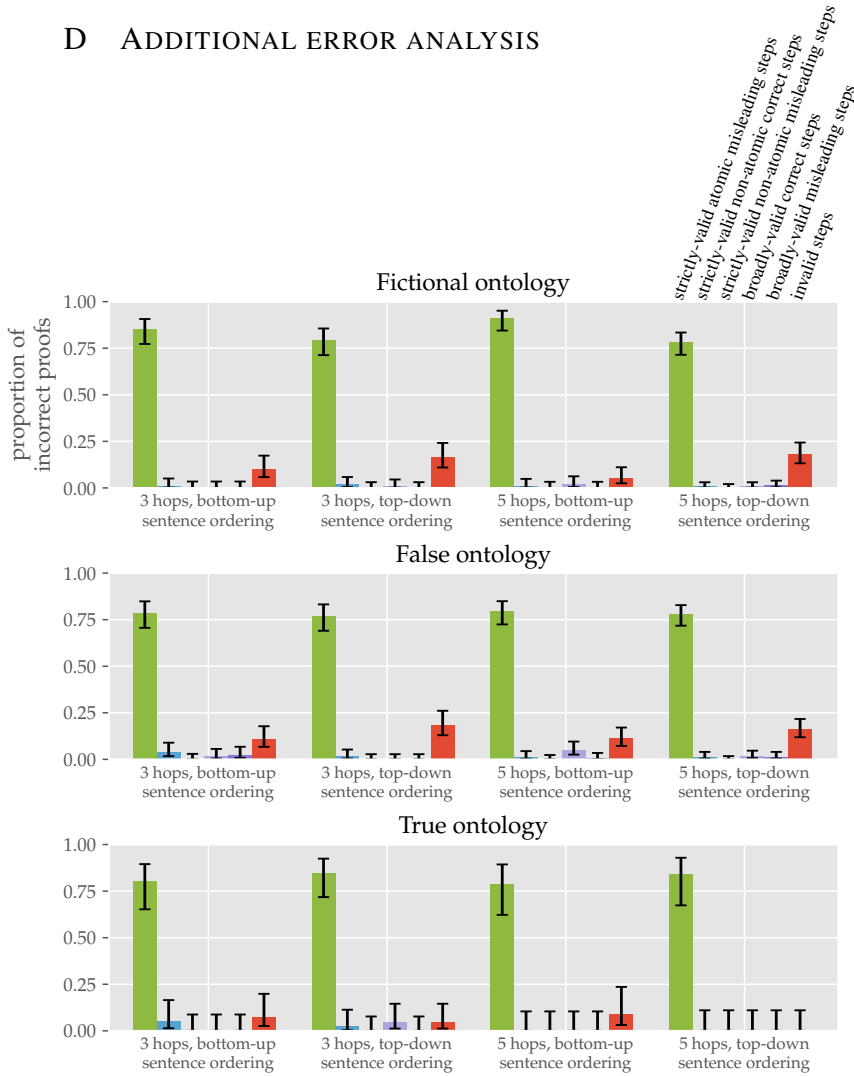 D ADDITIONAL ERROR ANALYSIS
strictly-valid atomic misleading steps
strictly-valid non-atomic correct steps
strictly-valid non-atomic misleading steps
broadly-valid correct steps
broadly-valid misleading steps
invalid steps
Fictional ontology
proportion of
incorrect proofs
1.00
0.75
0.50
0.25
0.00
3 hops, bottom-up
sentence ordering
3 hops, top-down
sentence ordering
5 hops, bottom-up
sentence ordering
5 hops, top-down
sentence ordering
False ontology
1.00
0.75
0.50
0.25
0.00
3 hops, bottom-up
sentence ordering
3 hops, top-down
sentence ordering
5 hops, bottom-up
sentence ordering
5 hops, top-down
sentence ordering
True ontology
1.00
0.75
0.50
0.25
0.00
3 hops, bottom-up
sentence ordering
3 hops, top-down
sentence ordering
5 hops, bottom-up
sentence ordering
5 hops, top-down
sentence ordering